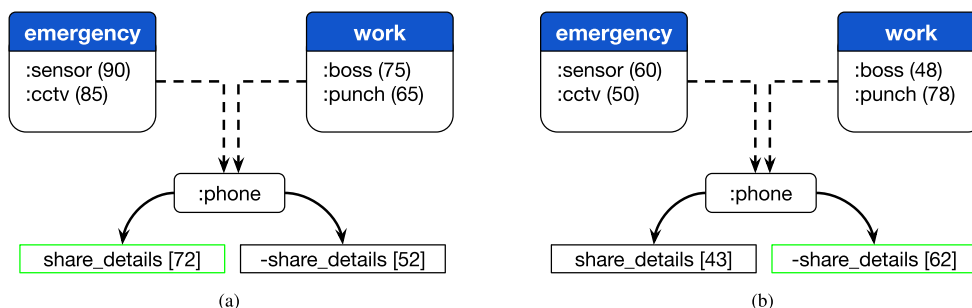 emergency
:sensor (90)
:cctv (85)
work
:boss (75)
:punch (65)
:phone
share_details [72]
-share_details [52]
(a)
emergency
:sensor (60)
:cctv (50)
work
:boss (48)
:punch (78)
:phone
share_details [43]
-share_details [62]
(b)